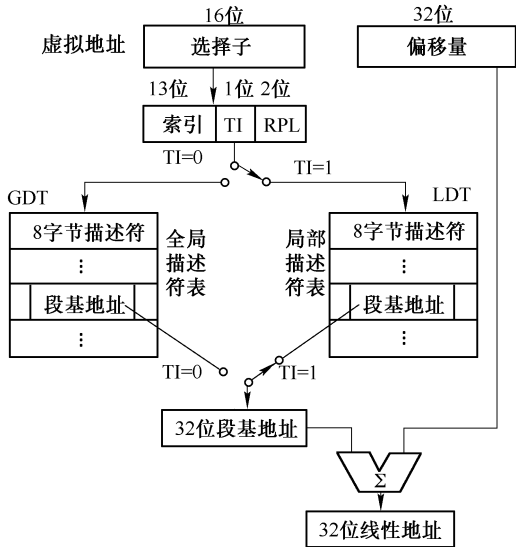 16位
32位
虚拟地址
选择子
偏移量
13位 1位 2位
索引 TI RPL
TI=0
TI=1
GDT
LDT
8字节描述符
⋮
段基地址
⋮
全局
描述
符表
局部
描述
符表
8字节描述符
⋮
段基地址
⋮
TI=0
TI=1
32位段基地址
Σ
32位线性地址